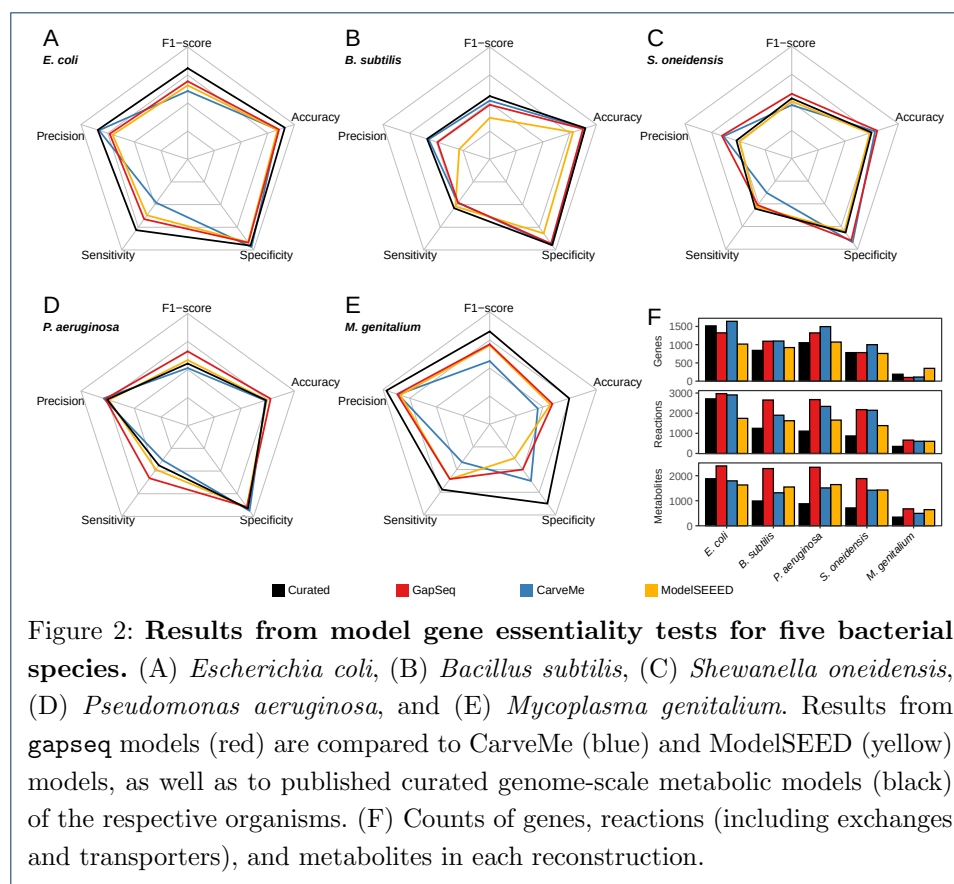 A
E. coli
F1−score
Accuracy
Specificity
Sensitivity
Precision
B
B. subtilis
F1−score
Accuracy
Specificity
Sensitivity
Precision
C
S. oneidensis
F1−score
Accuracy
Specificity
Sensitivity
Precision
D
P. aeruginosa
F1−score
Accuracy
Specificity
Sensitivity
Precision
E
M. genitalium
F1−score
Accuracy
Specificity
Sensitivity
Precision
F
Genes
1500
1000
500
0
Reactions
3000
2000
1000
0
Metabolites
2000
1000
0
E. coli
B. subtilis
P. aeruginosa
S. oneidensis
M. genitalium
Curated
GapSeq
CarveMe
ModelSEEED
Figure 2: Results from model gene essentiality tests for five bacterial
species. (A) Escherichia coli, (B) Bacillus subtilis, (C) Shewanella oneidensis,
(D) Pseudomonas aeruginosa, and (E) Mycoplasma genitalium. Results from
gapseq models (red) are compared to CarveMe (blue) and ModelSEED (yellow)
models, as well as to published curated genome-scale metabolic models (black)
of the respective organisms. (F) Counts of genes, reactions (including exchanges
and transporters), and metabolites in each reconstruction.